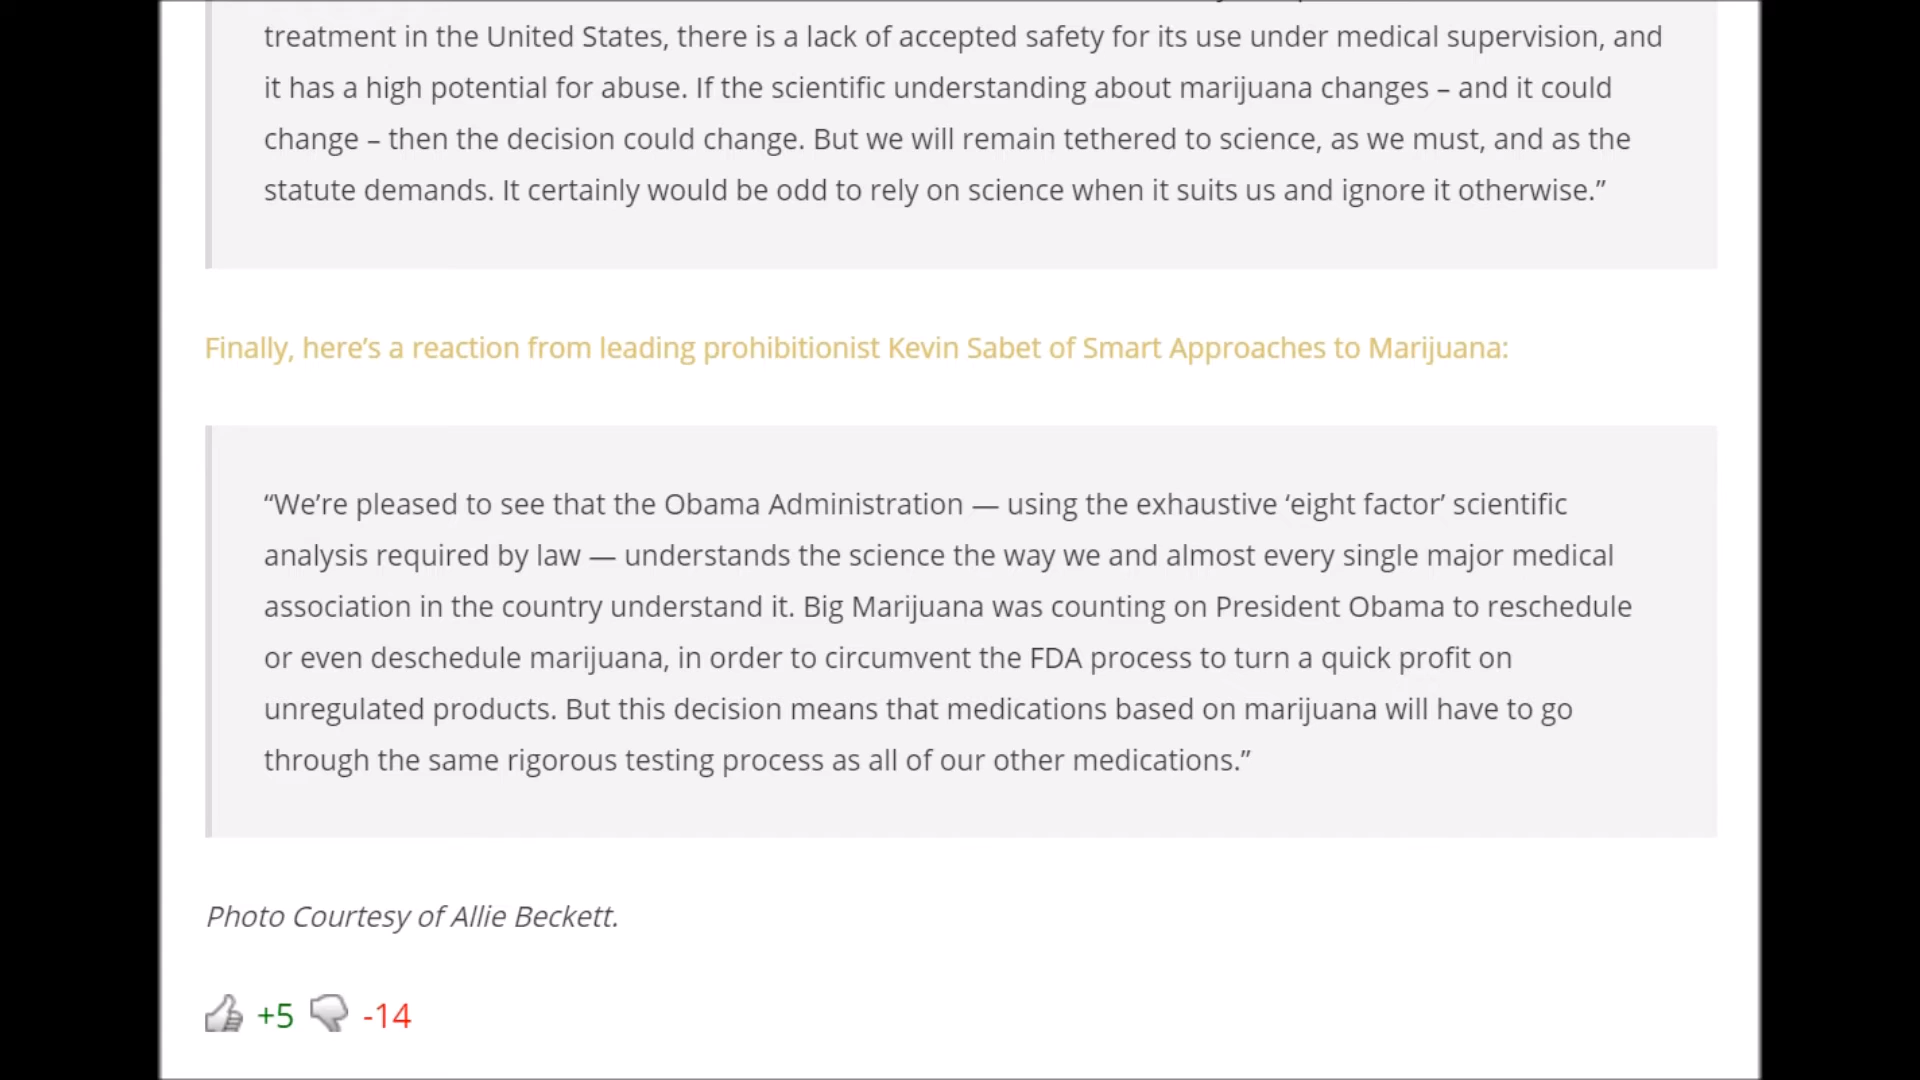 treatment in the United States, there is a lack of accepted safety for its use under medical supervision, and
it has a high potential for abuse. If the scientific understanding about marijuana changes – and it could
change – then the decision could change. But we will remain tethered to science, as we must, and as the
statute demands. It certainly would be odd to rely on science when it suits us and ignore it otherwise.”
Finally, here’s a reaction from leading prohibitionist Kevin Sabet of Smart Approaches to Marijuana:
“We’re pleased to see that the Obama Administration — using the exhaustive ‘eight factor’ scientific
analysis required by law — understands the science the way we and almost every single major medical
association in the country understand it. Big Marijuana was counting on President Obama to reschedule
or even deschedule marijuana, in order to circumvent the FDA process to turn a quick profit on
unregulated products. But this decision means that medications based on marijuana will have to go
through the same rigorous testing process as all of our other medications.”
Photo Courtesy of Allie Beckett.
+5 -14